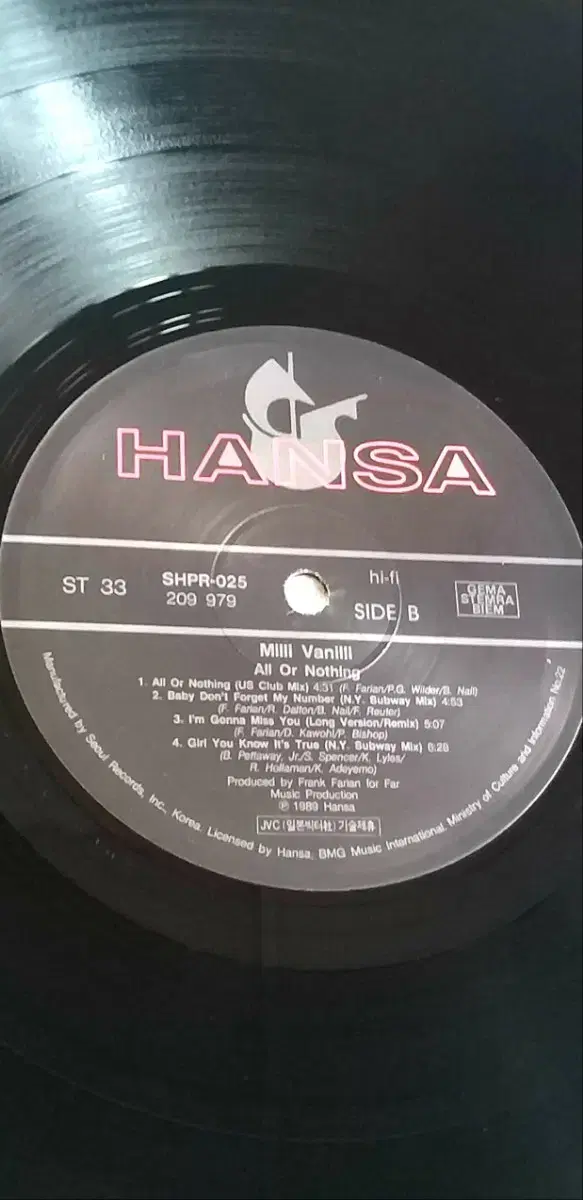 HANSA
ST 33
SHPR-025
209 979
hi-fi
SIDE B
GEMA
STEMRA
BIEM
Milli Vanilli
All Or Nothing
1. All Or Nothing (US Club Mix) 4:31 (F. Farian/P.G. Wilder/B. Nail)
2. Baby Don't Forget My Number (N.Y. Subway Mix) 4:53
(F. Farian/R. Dalton/B. Nail/F. Reuter)
3. I'm Gonna Miss You (Long Version/Remix) 5:07
(F. Farian/D. Kawohl/P. Bishop)
4. Girl You Know It's True (N.Y. Subway Mix) 6:28
(B. Pettaway, Jr./S. Spencer/K. Lyles/
R. Hollaman/K. Adeyemo)
Produced by Frank Farian for Far
Music Production
℗ 1989 Hansa
JVC (일본빅터社) 기술제휴
Manufactured by Seoul Records, Inc., Korea, Licensed by Hansa, BMG Music International. Ministry of Culture and Information No.22